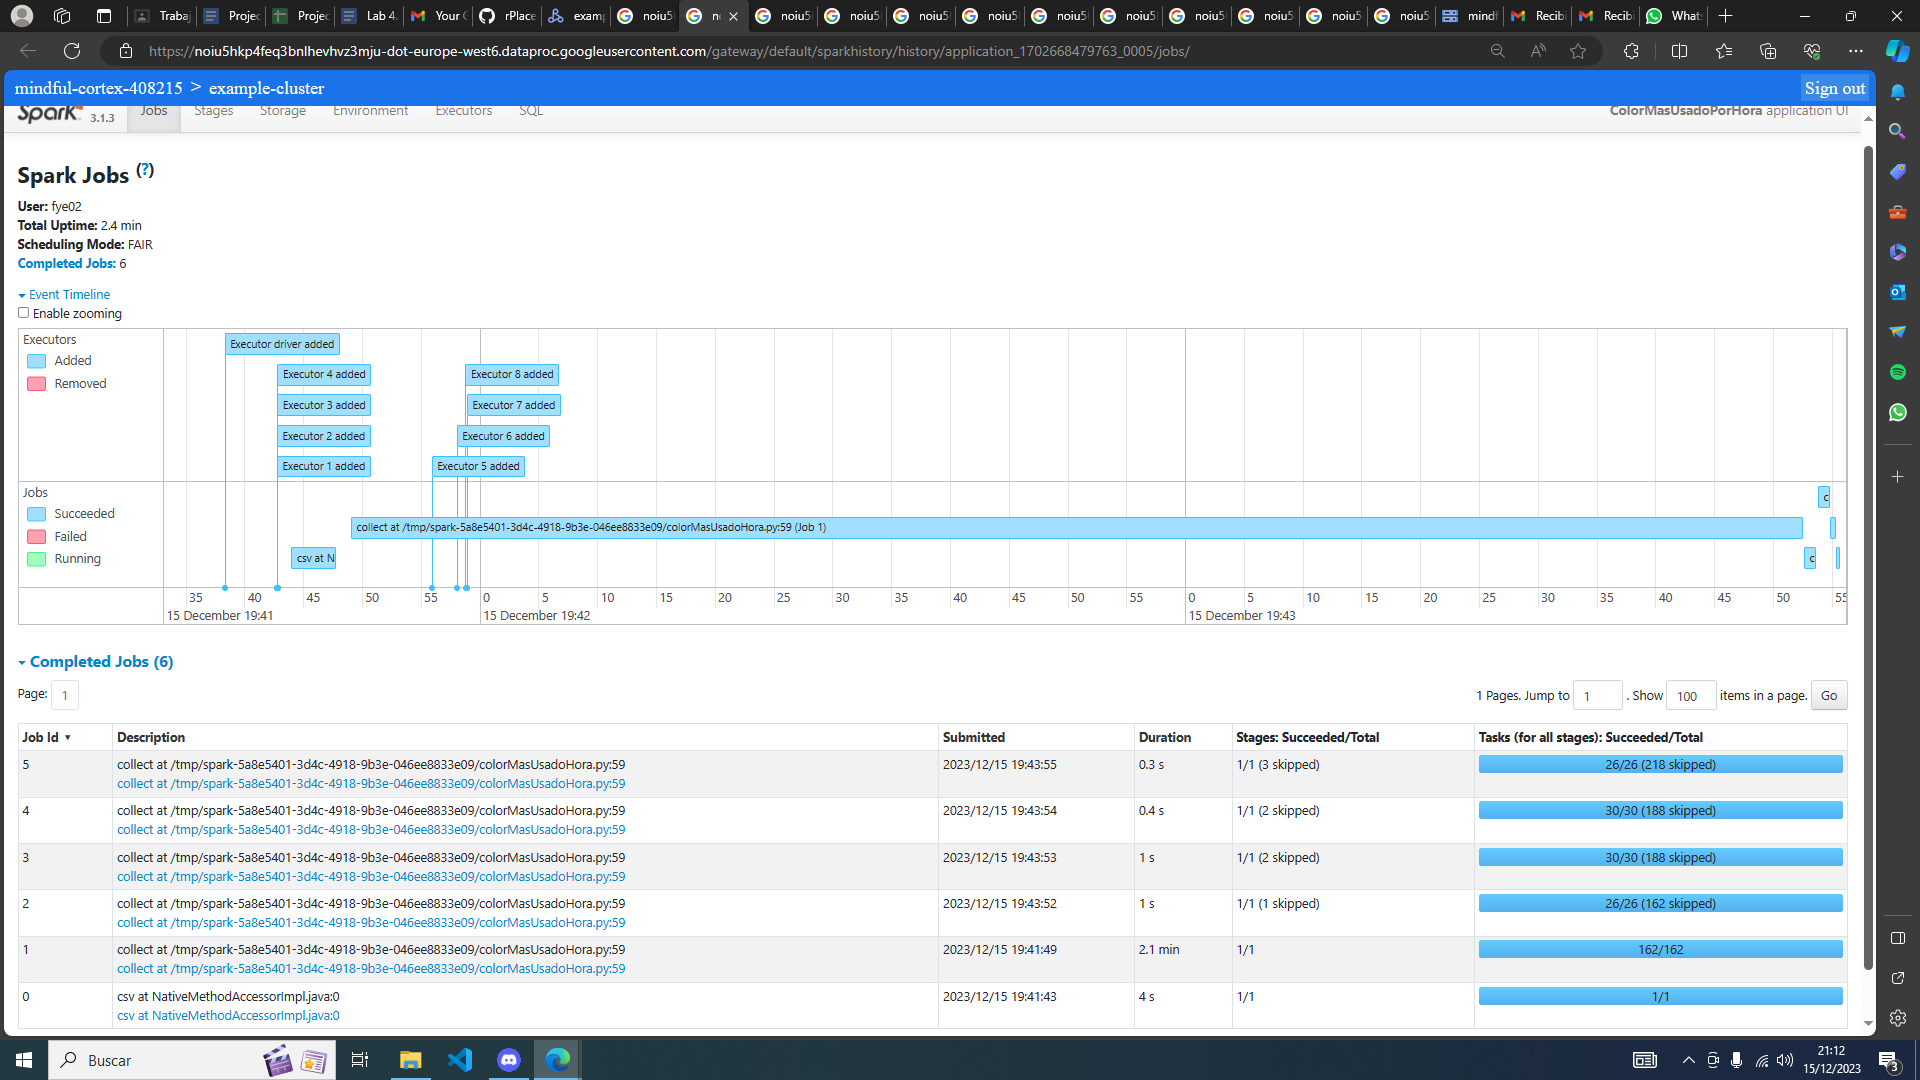 Trabaj
Projec
Projec
Lab 4.
Your C
rPlace
examp
noiu5l
no
noiu5l
noiu5l
noiu5l
noiu5l
noiu5l
noiu5l
noiu5l
noiu5l
noiu5l
noiu5l
mindf
Recibi
Recibi
Whats
https://noiu5hkp4feq3bnlhevhvz3mju-dot-europe-west6.dataproc.googleusercontent.com/gateway/default/sparkhistory/history/application_1702668479763_0005/jobs/
mindful-cortex-408215 > example-cluster
Sign out
Spark 3.1.3 Jobs Stages Storage Environment Executors SQL ColorMasUsadoPorHora application UI
Spark Jobs (?)
User: fye02
Total Uptime: 2.4 min
Scheduling Mode: FAIR
Completed Jobs: 6
Event Timeline
Enable zooming
Executors
Added
Removed
Executor driver added
Executor 4 added
Executor 8 added
Executor 3 added
Executor 7 added
Executor 2 added
Executor 6 added
Executor 1 added
Executor 5 added
Jobs
Succeeded
Failed
Running
c
collect at /tmp/spark-5a8e5401-3d4c-4918-9b3e-046ee8833e09/colorMasUsadoHora.py:59 (Job 1)
csv at N
c
35 40 45 50 55 0 5 10 15 20 25 30 35 40 45 50 55 0 5 10 15 20 25 30 35 40 45 50 55
15 December 19:41 15 December 19:42 15 December 19:43
Completed Jobs (6)
Page: 1
1 Pages. Jump to 1 . Show 100 items in a page. Go
Job Id ▾ Description Submitted Duration Stages: Succeeded/Total Tasks (for all stages): Succeeded/Total
5 collect at /tmp/spark-5a8e5401-3d4c-4918-9b3e-046ee8833e09/colorMasUsadoHora.py:59 2023/12/15 19:43:55 0.3 s 1/1 (3 skipped) 26/26 (218 skipped)
collect at /tmp/spark-5a8e5401-3d4c-4918-9b3e-046ee8833e09/colorMasUsadoHora.py:59
4 collect at /tmp/spark-5a8e5401-3d4c-4918-9b3e-046ee8833e09/colorMasUsadoHora.py:59 2023/12/15 19:43:54 0.4 s 1/1 (2 skipped) 30/30 (188 skipped)
collect at /tmp/spark-5a8e5401-3d4c-4918-9b3e-046ee8833e09/colorMasUsadoHora.py:59
3 collect at /tmp/spark-5a8e5401-3d4c-4918-9b3e-046ee8833e09/colorMasUsadoHora.py:59 2023/12/15 19:43:53 1 s 1/1 (2 skipped) 30/30 (188 skipped)
collect at /tmp/spark-5a8e5401-3d4c-4918-9b3e-046ee8833e09/colorMasUsadoHora.py:59
2 collect at /tmp/spark-5a8e5401-3d4c-4918-9b3e-046ee8833e09/colorMasUsadoHora.py:59 2023/12/15 19:43:52 1 s 1/1 (1 skipped) 26/26 (162 skipped)
collect at /tmp/spark-5a8e5401-3d4c-4918-9b3e-046ee8833e09/colorMasUsadoHora.py:59
1 collect at /tmp/spark-5a8e5401-3d4c-4918-9b3e-046ee8833e09/colorMasUsadoHora.py:59 2023/12/15 19:41:49 2.1 min 1/1 162/162
collect at /tmp/spark-5a8e5401-3d4c-4918-9b3e-046ee8833e09/colorMasUsadoHora.py:59
0 csv at NativeMethodAccessorImpl.java:0 2023/12/15 19:41:43 4 s 1/1 1/1
csv at NativeMethodAccessorImpl.java:0
Buscar
21:12
15/12/2023
3